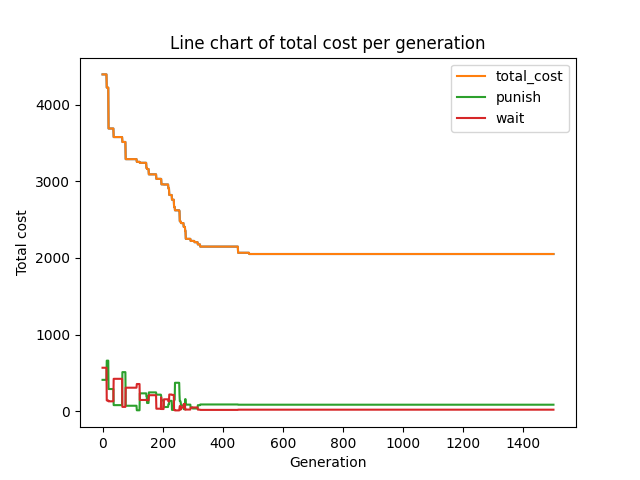 Line chart of total cost per generation
total_cost
punish
wait
Total cost
4000
3000
2000
1000
0
0 200 400 600 800 1000 1200 1400
Generation